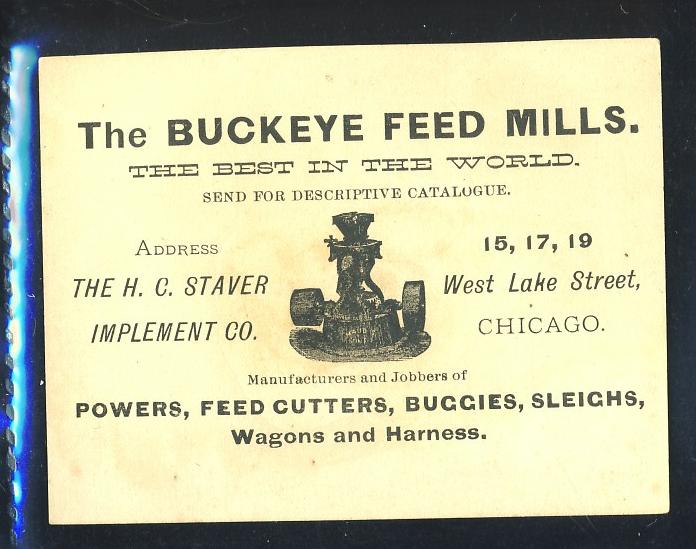 The BUCKEYE FEED MILLS.
THE BEST IN THE WORLD.
SEND FOR DESCRIPTIVE CATALOGUE.
ADDRESS
THE H. C. STAVER
IMPLEMENT CO.
15, 17, 19
West Lake Street,
CHICAGO.
Manufacturers and Jobbers of
POWERS, FEED CUTTERS, BUGGIES, SLEIGHS,
Wagons and Harness.